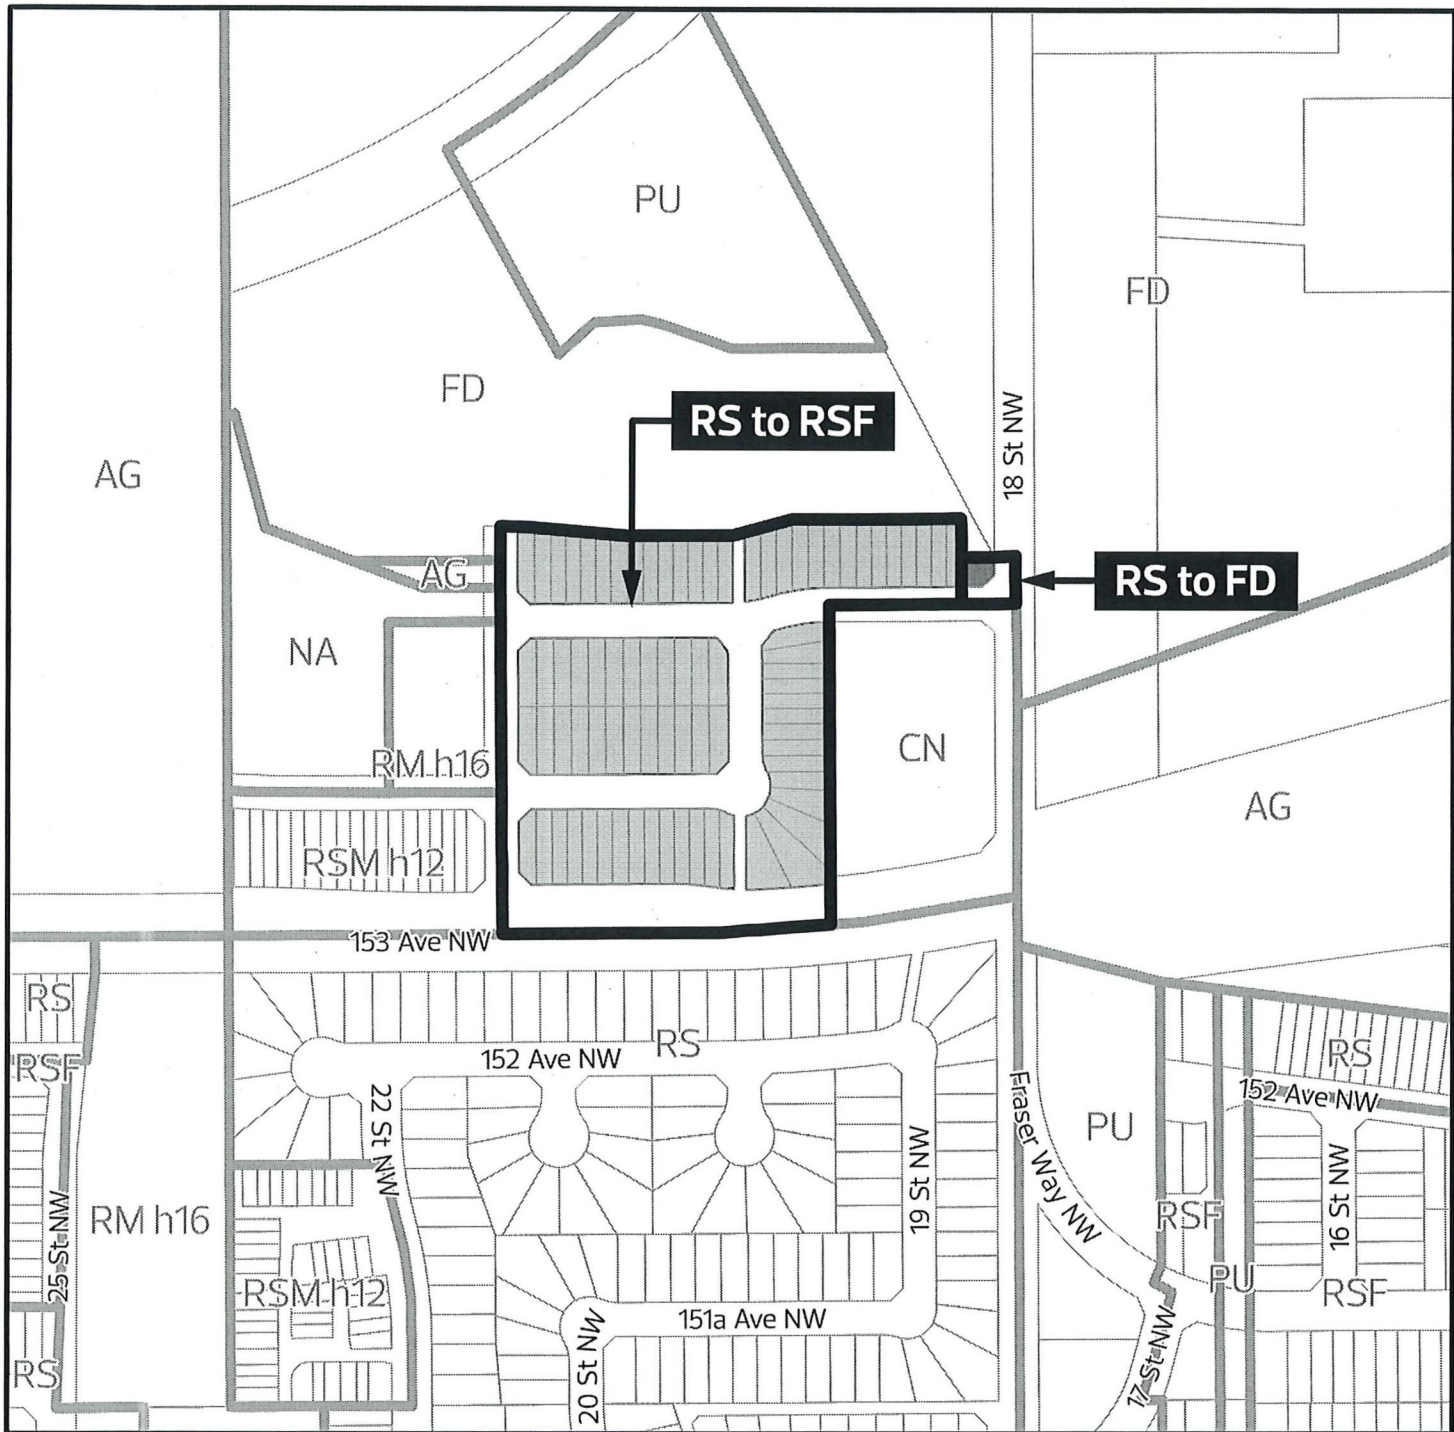 PU
FD
FD
RS to RSF
18 St NW
AG
AG
RS to FD
NA
CN
RM h16
AG
RSM h12
153 Ave NW
RS
RS
152 Ave NW
RS
RSF
22 St NW
Fraser Way NW
152 Ave NW
PU
19 St NW
16 St NW
RM h16
RSF
25 St NW
RSM h12
PU
RSF
151a Ave NW
20 St NW
17 St NW
RS